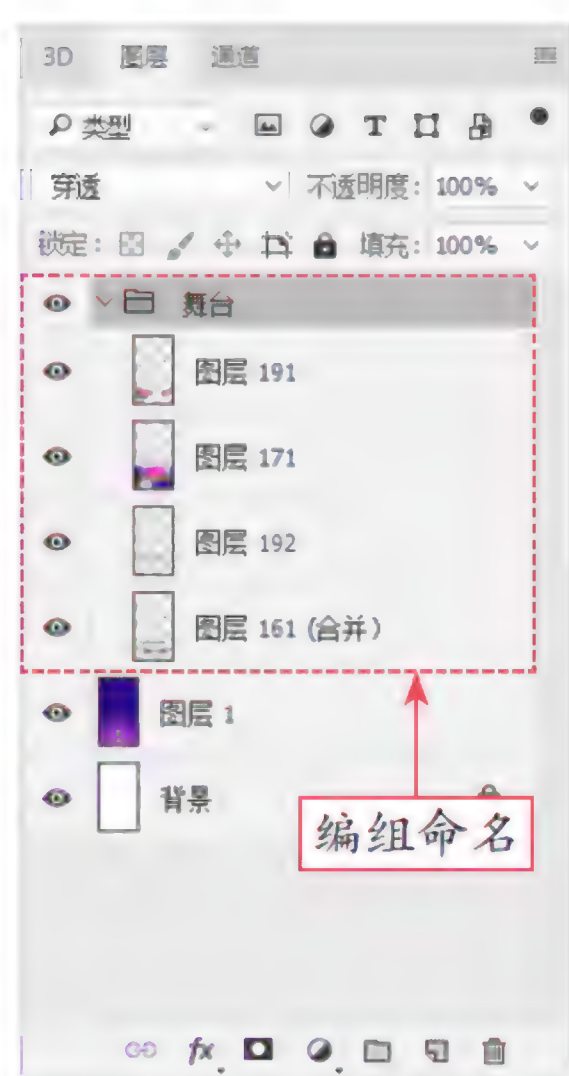 3D 图层 通道
类型 T
穿透 不透明度: 100%
锁定: 填充: 100%
舞台
图层 191
图层 171
图层 192
图层 161 (合并)
图层 1
背景
编组命名
fx